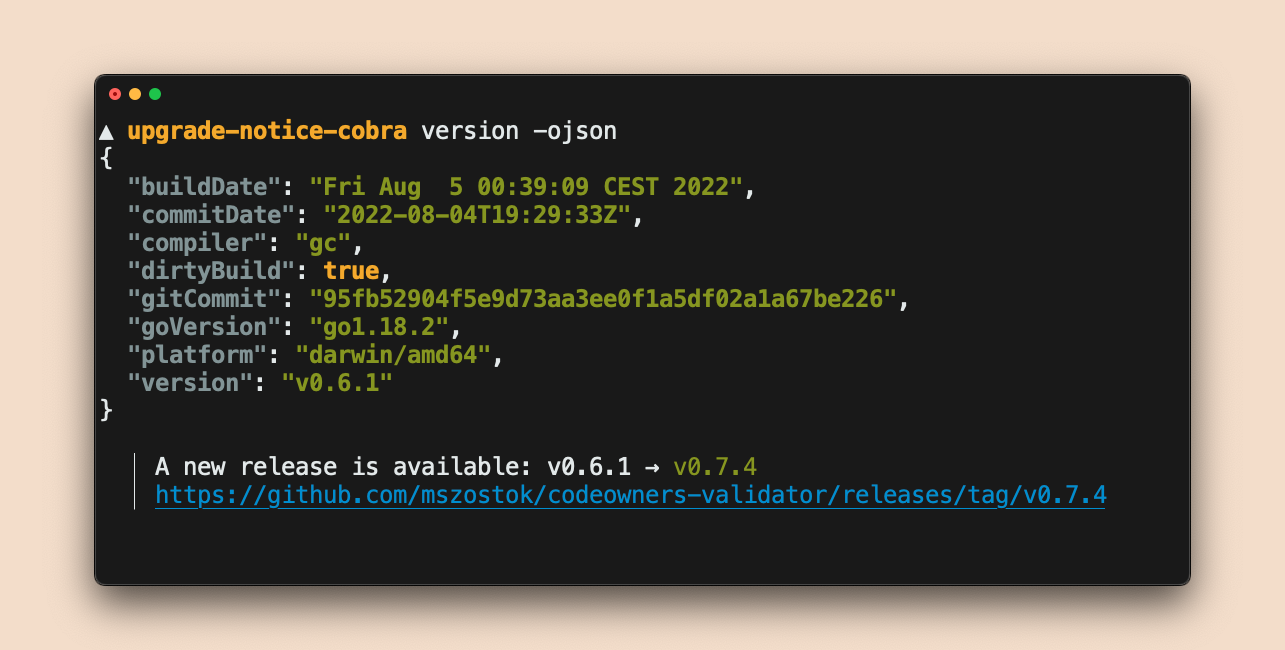 ▲ upgrade-notice-cobra version -ojson
{
  "buildDate": "Fri Aug  5 00:39:09 CEST 2022",
  "commitDate": "2022-08-04T19:29:33Z",
  "compiler": "gc",
  "dirtyBuild": true,
  "gitCommit": "95fb52904f5e9d73aa3ee0f1a5df02a1a67be226",
  "goVersion": "go1.18.2",
  "platform": "darwin/amd64",
  "version": "v0.6.1"
}
A new release is available: v0.6.1 → v0.7.4
https://github.com/mszostok/codeowners-validator/releases/tag/v0.7.4